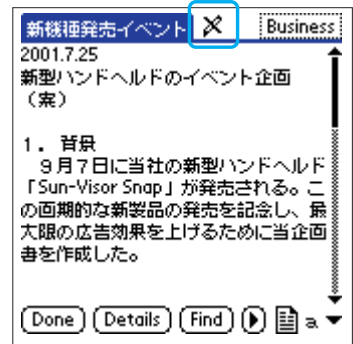 新機種発売イベント Business
2001.7.25
新型ハンドヘルドのイベント企画
（案）
１．背景
９月７日に当社の新型ハンドヘルド
「Sun-Visor Snap」が発売される。こ
の画期的な新製品の発売を記念し、最
大限の広告効果を上げるために当企画
書を作成した。
Done Details Find a